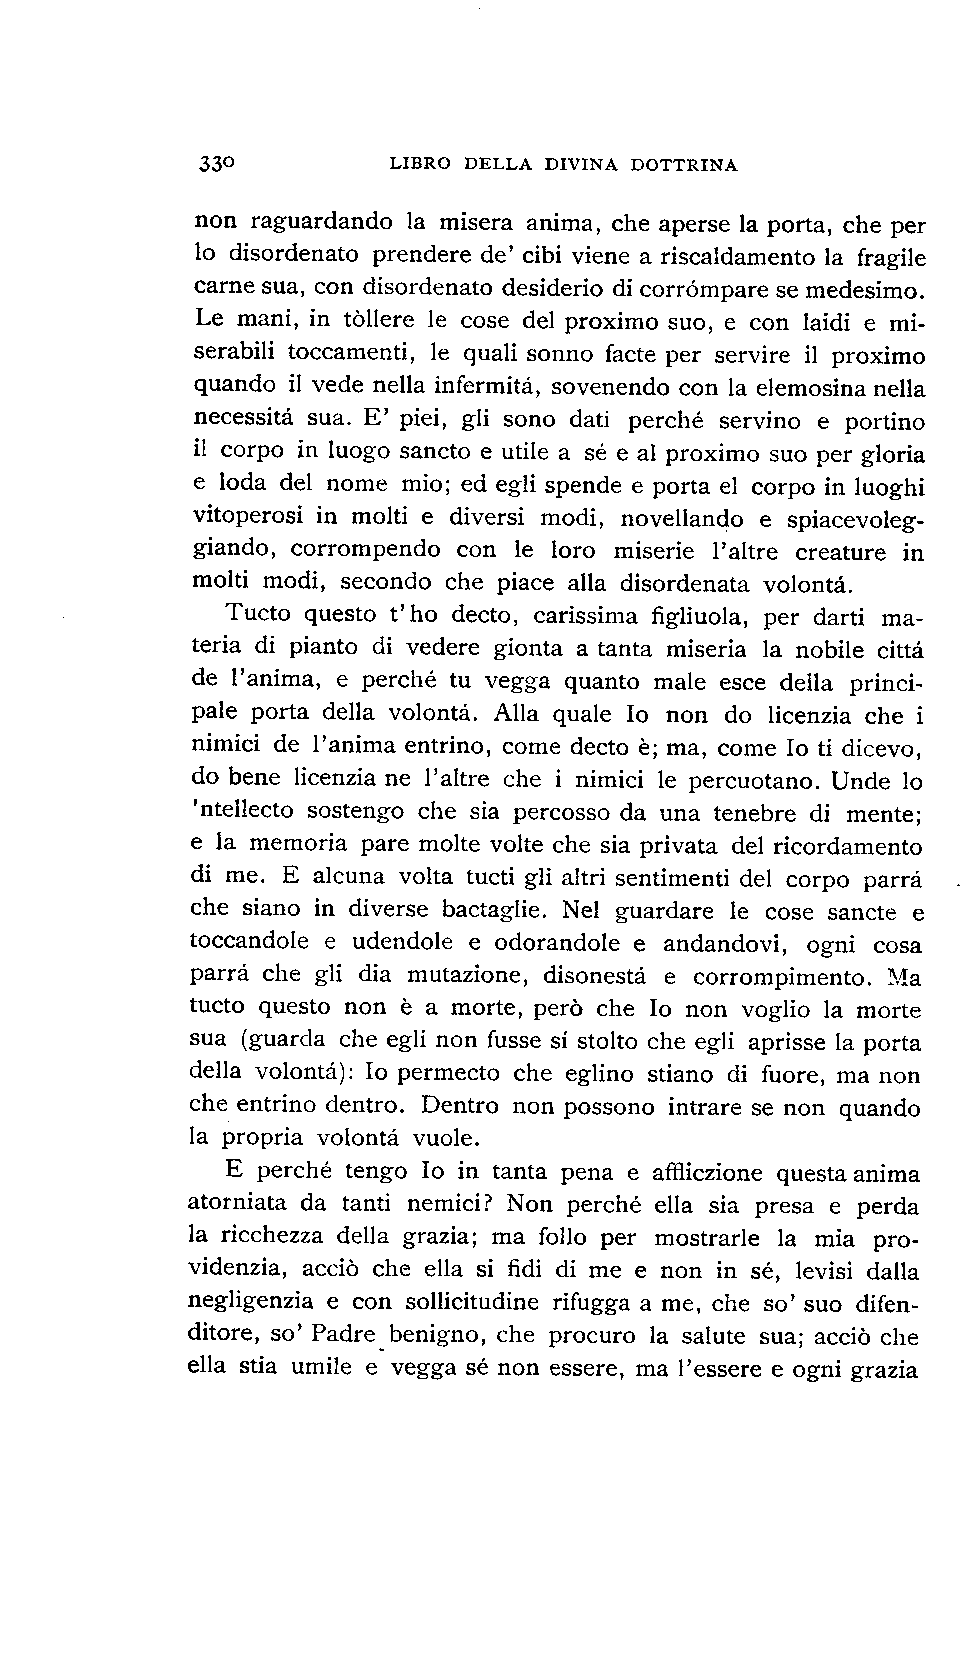 330 LIBRO DELLA DIVINA DOTTRINA
non raguardando la misera anima, che aperse la porta, che per
lo disordenato prendere de' cibi viene a riscaldamento la fragile
carne sua, con disordenato desiderio di corrómpare se medesimo.
Le mani, in tòllere le cose del proximo suo, e con laidi e mi-
serabili toccamenti, le quali sonno facte per servire il proximo
quando il vede nella infermitá, sovenendo con la elemosina nella
necessitá sua. E' piei, gli sono dati perché servino e portino
il corpo in luogo sancto e utile a sé e al proximo suo per gloria
e loda del nome mio; ed egli spende e porta el corpo in luoghi
vitoperosi in molti e diversi modi, novellando e spiacevoleg-
giando, corrompendo con le loro miserie l'altre creature in
molti modi, secondo che piace alla disordenata volontá.
Tucto questo t'ho decto, carissima figliuola, per darti ma-
teria di pianto di vedere gionta a tanta miseria la nobile cittá
de l'anima, e perché tu vegga quanto male esce della princi-
pale porta della volontá. Alla quale Io non do licenzia che i
nimici de l'anima entrino, come decto è; ma, come Io ti dicevo,
do bene licenzia ne l'altre che i nimici le percuotano. Unde lo
'ntellecto sostengo che sia percosso da una tenebre di mente;
e la memoria pare molte volte che sia privata del ricordamento
di me. E alcuna volta tucti gli altri sentimenti del corpo parrá
che siano in diverse bactaglie. Nel guardare le cose sancte e
toccandole e udendole e odorandole e andandovi, ogni cosa
parrá che gli dia mutazione, disonestá e corrompimento. Ma
tucto questo non è a morte, però che Io non voglio la morte
sua (guarda che egli non fusse sí stolto che egli aprisse la porta
della volontá): Io permecto che eglino stiano di fuore, ma non
che entrino dentro. Dentro non possono intrare se non quando
la propria volontá vuole.
E perché tengo Io in tanta pena e affliczione questa anima
atorniata da tanti nemici? Non perché ella sia presa e perda
la ricchezza della grazia; ma follo per mostrarle la mia pro-
videnzia, acciò che ella si fidi di me e non in sé, levisi dalla
negligenzia e con sollicitudine rifugga a me, che so' suo difen-
ditore, so' Padre benigno, che procuro la salute sua; acciò che
ella stia umile e vegga sé non essere, ma l'essere e ogni grazia